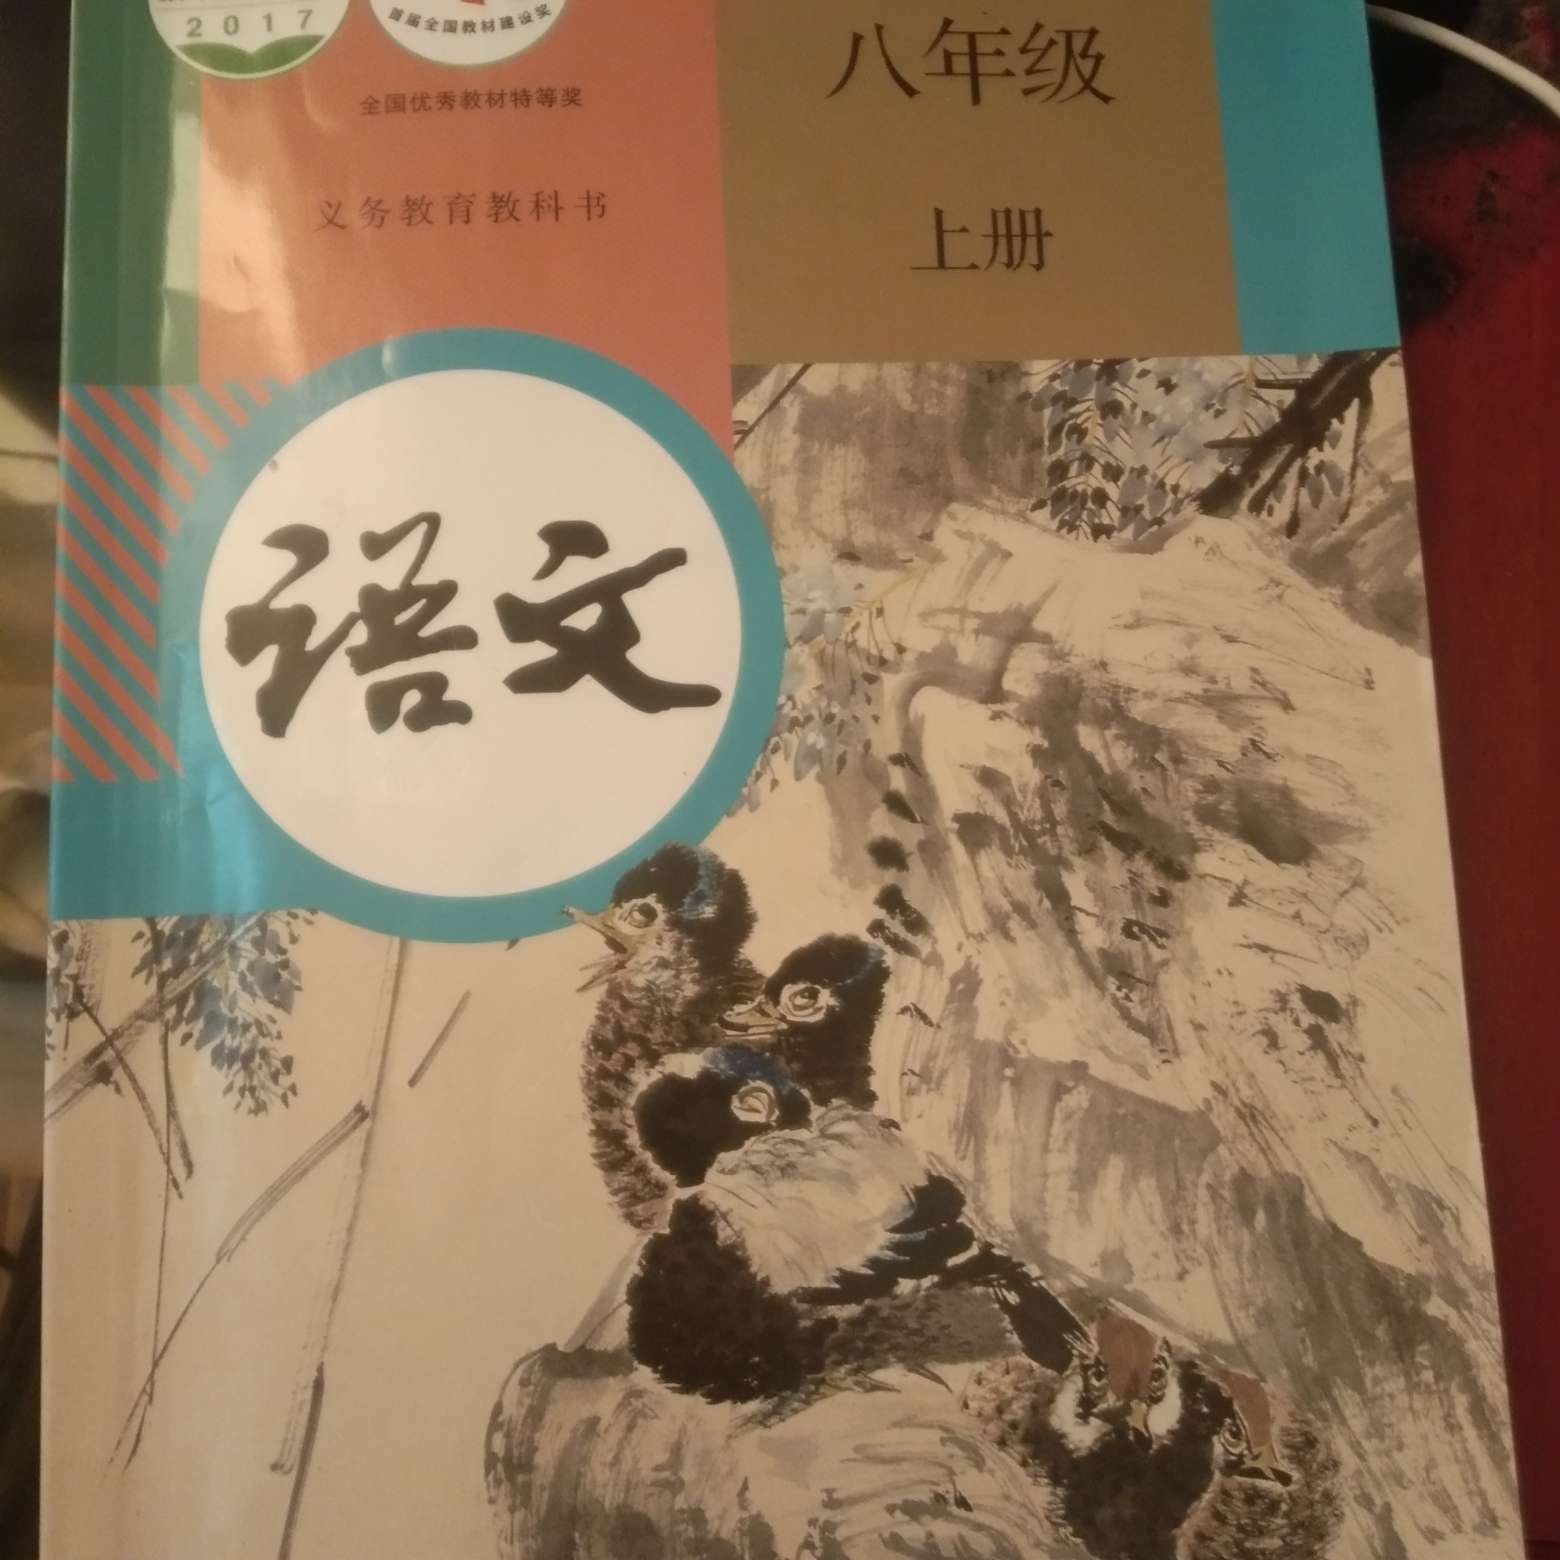 2017
首届全国教材建设奖
全国优秀教材特等奖
义务教育教科书
八年级
上册
语文